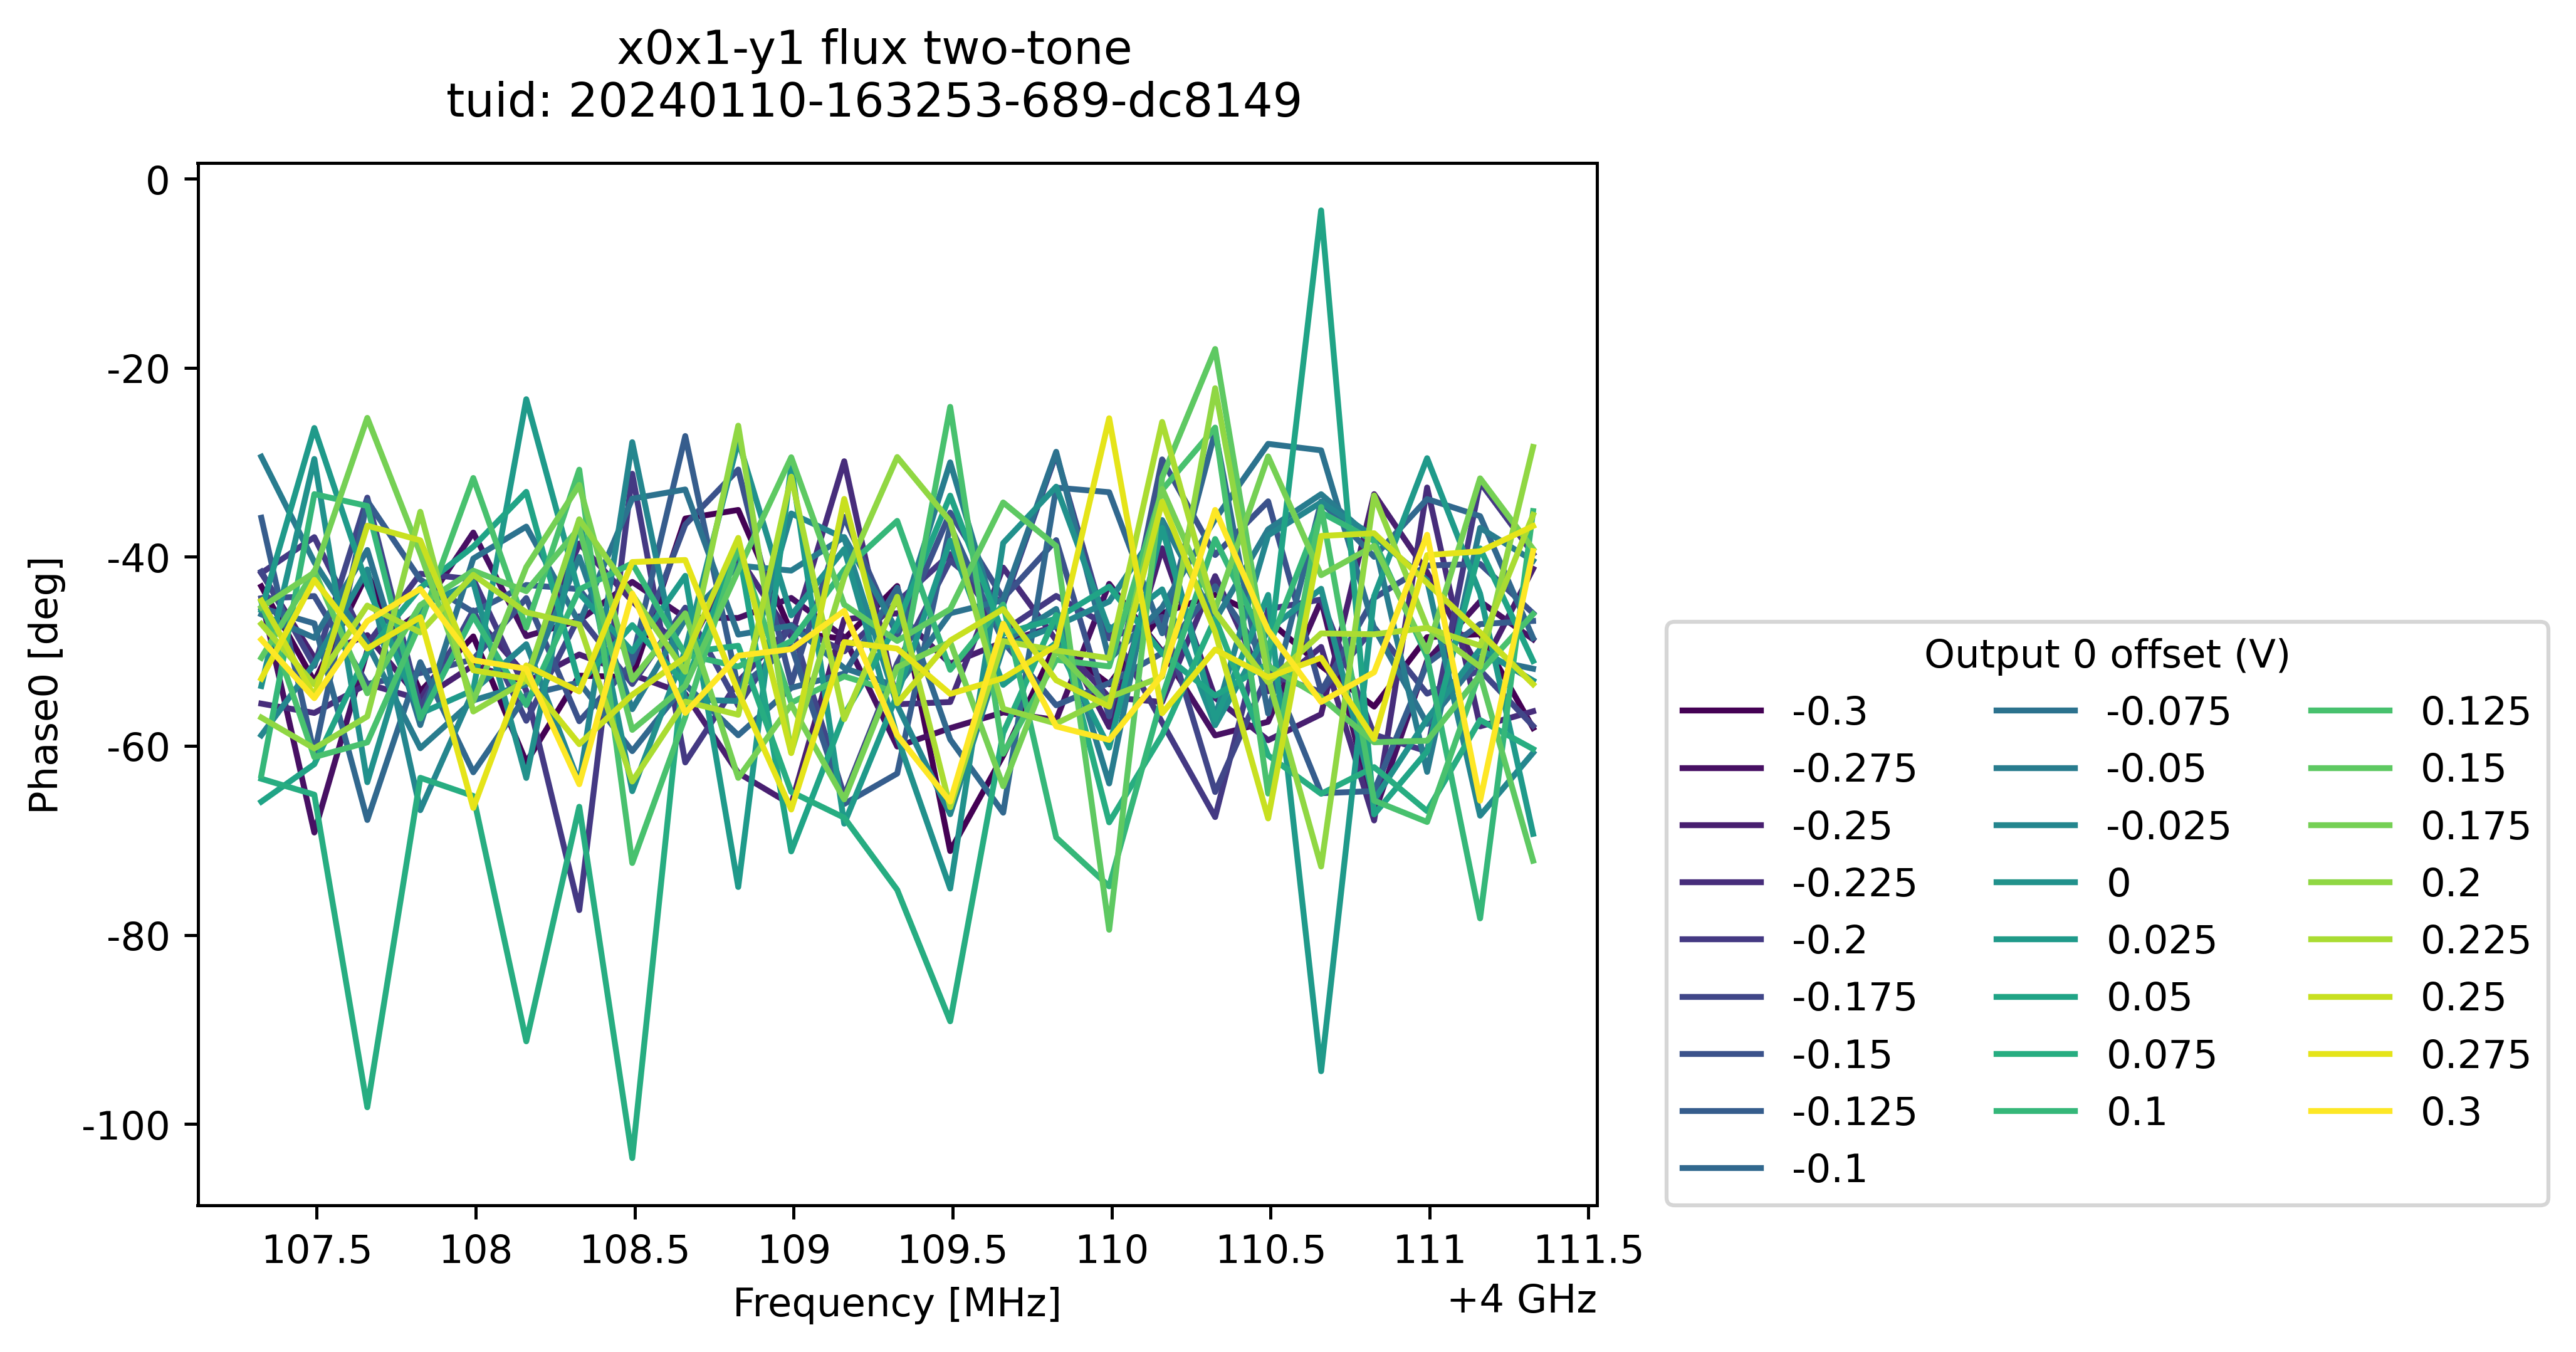 x0x1-y1 flux two-tone
tuid: 20240110-163253-689-dc8149
Phase0 [deg]
0
-20
-40
-60
-80
-100
107.5 108 108.5 109 109.5 110 110.5 111 111.5
Frequency [MHz]
+4 GHz
Output 0 offset (V)
-0.3 -0.075 0.125
-0.275 -0.05 0.15
-0.25 -0.025 0.175
-0.225 0 0.2
-0.2 0.025 0.225
-0.175 0.05 0.25
-0.15 0.075 0.275
-0.125 0.1 0.3
-0.1